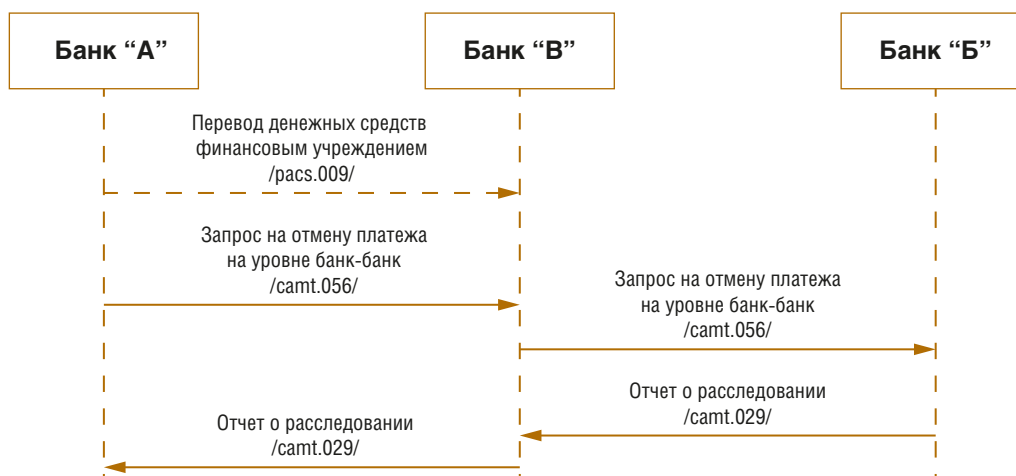 Банк “А”
Банк “В”
Банк “Б”
Перевод денежных средств
финансовым учреждением
/pacs.009/
Запрос на отмену платежа
на уровне банк-банк
/camt.056/
Запрос на отмену платежа
на уровне банк-банк
/camt.056/
Отчет о расследовании
/camt.029/
Отчет о расследовании
/camt.029/